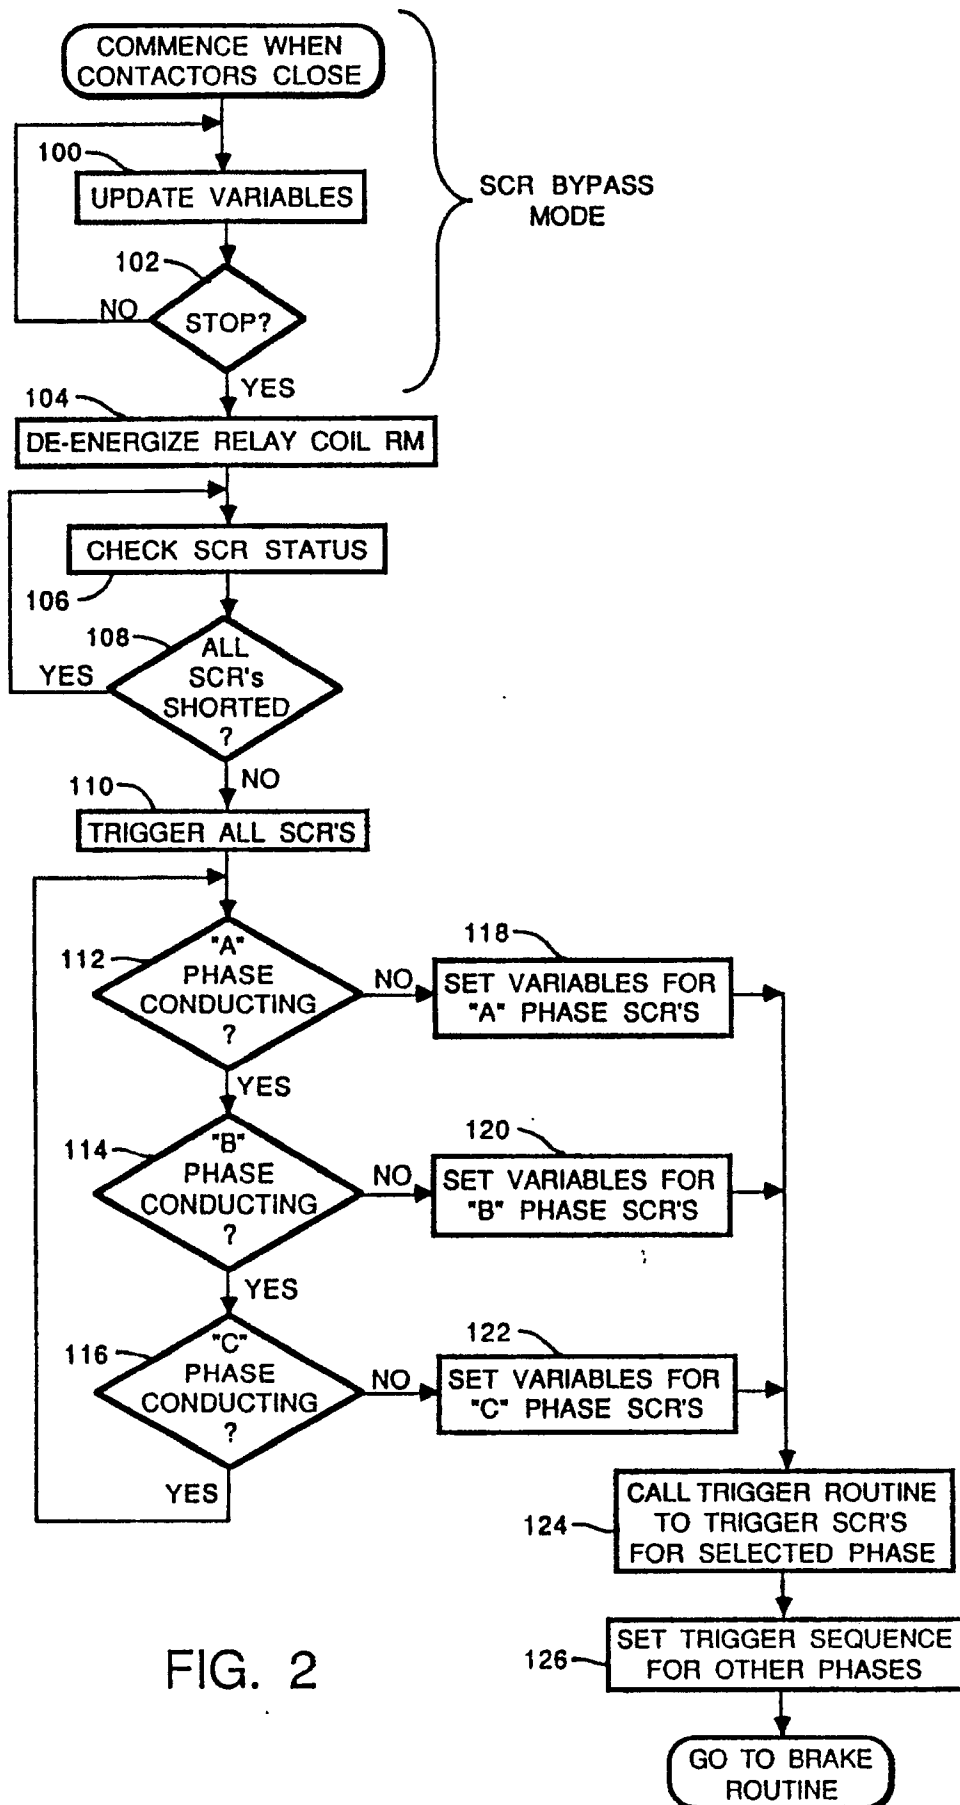 COMMENCE WHEN
CONTACTORS CLOSE
100
UPDATE VARIABLES
SCR BYPASS
MODE
102
NO
STOP?
YES
104
DE-ENERGIZE RELAY COIL RM
CHECK SCR STATUS
106
108
ALL
SCR's
SHORTED
?
YES
NO
110
TRIGGER ALL SCR'S
112
"A"
PHASE
CONDUCTING
?
NO
118
SET VARIABLES FOR
"A" PHASE SCR'S
YES
114
"B"
PHASE
CONDUCTING
?
NO
120
SET VARIABLES FOR
"B" PHASE SCR'S
YES
116
"C"
PHASE
CONDUCTING
?
NO
122
SET VARIABLES FOR
"C" PHASE SCR'S
YES
124
CALL TRIGGER ROUTINE
TO TRIGGER SCR'S
FOR SELECTED PHASE
126
SET TRIGGER SEQUENCE
FOR OTHER PHASES
GO TO BRAKE
ROUTINE
FIG. 2